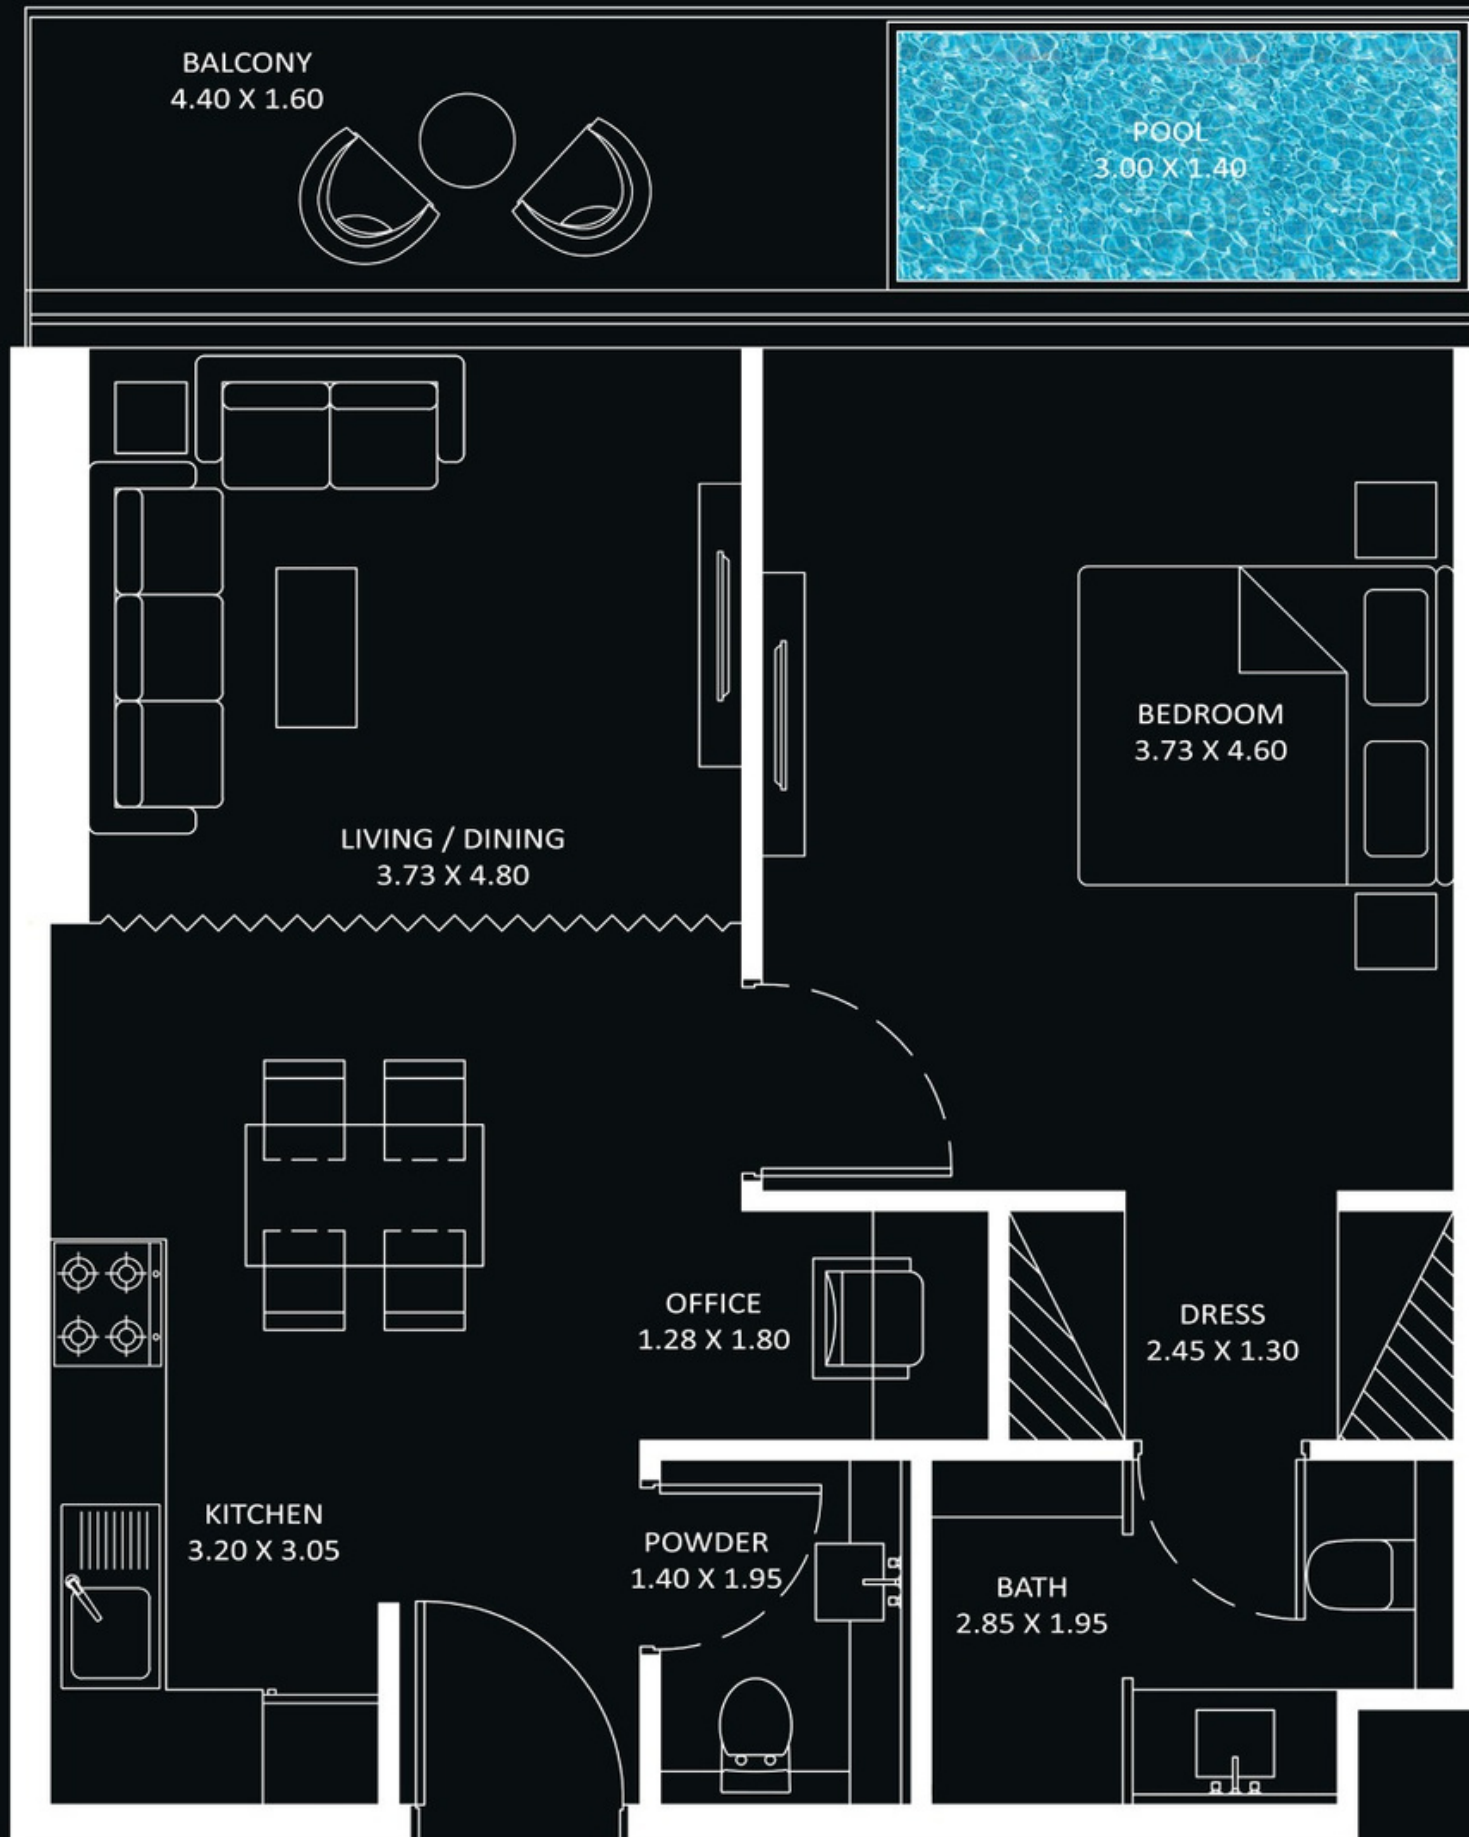 BALCONY
4.40 X 1.60
POOL
3.00 X 1.40
BEDROOM
3.73 X 4.60
LIVING / DINING
3.73 X 4.80
OFFICE
1.28 X 1.80
DRESS
2.45 X 1.30
KITCHEN
3.20 X 3.05
POWDER
1.40 X 1.95
BATH
2.85 X 1.95